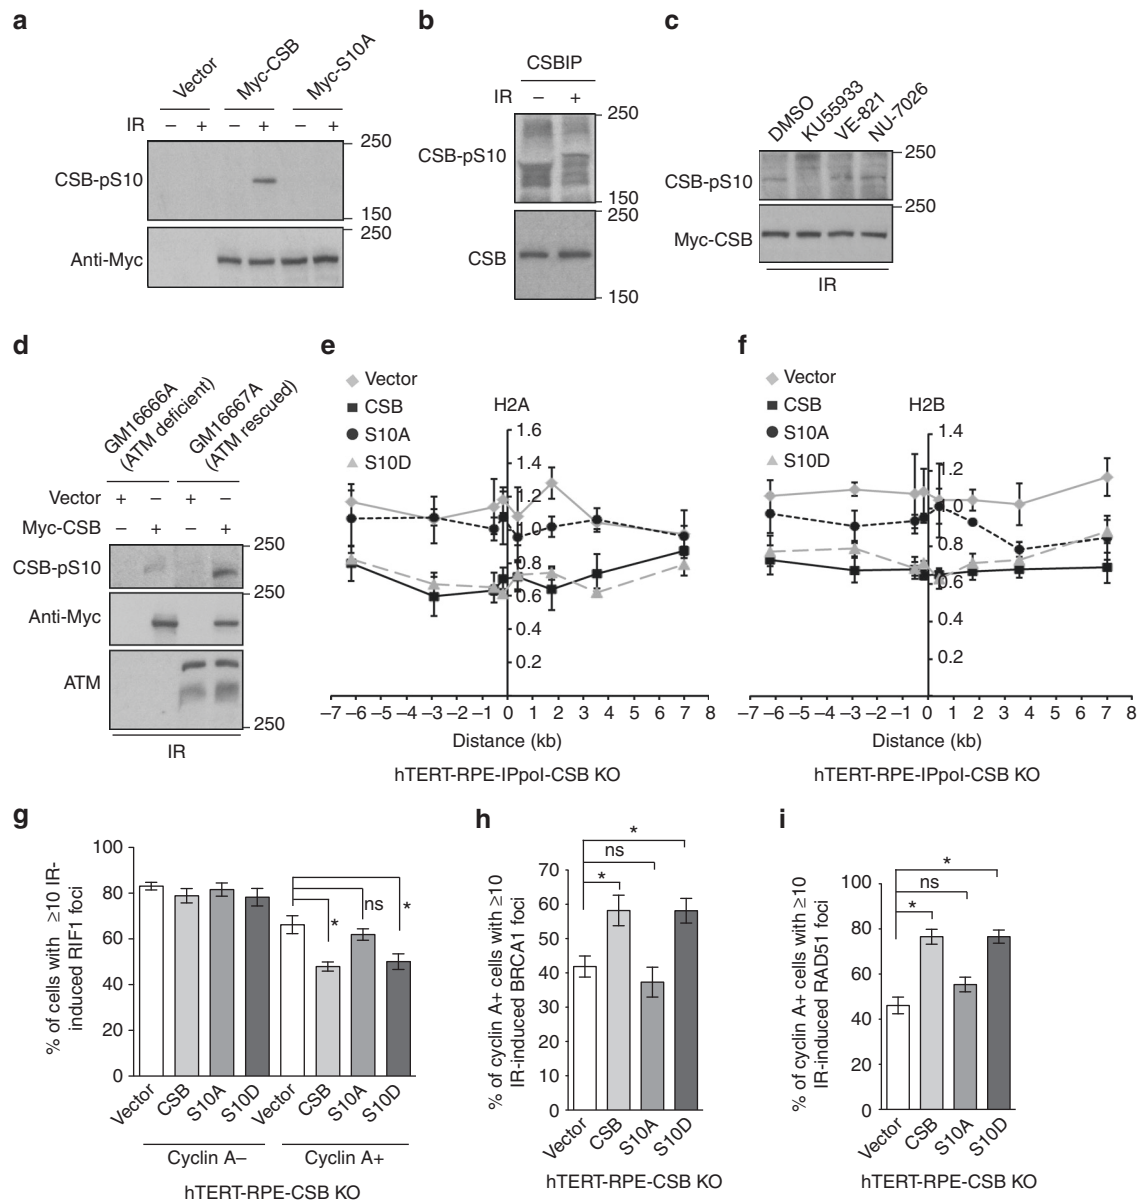 a
Vector
Myc-CSB
Myc-S10A
IR – + – + – +
CSB-pS10
250
150
Anti-Myc
250
150
b
CSBIP
IR – +
CSB-pS10
250
150
CSB
250
150
c
DMSO
KU55933
VE-821
NU-7026
CSB-pS10
250
Myc-CSB
250
IR
d
GM16666A
(ATM deficient)
GM16667A
(ATM rescued)
Vector + – + –
Myc-CSB – + – +
CSB-pS10
250
Anti-Myc
250
ATM
250
IR
e
Vector
CSB
S10A
S10D
H2A
1.6
1.4
1.2
1.0
0.8
0.6
0.4
0.2
–7 –6 –5 –4 –3 –2 –1 0 1 2 3 4 5 6 7 8
Distance (kb)
hTERT-RPE-IPpoI-CSB KO
f
Vector
CSB
S10A
S10D
H2B
1.4
1.2
1.0
0.8
0.6
0.4
0.2
–7 –6 –5 –4 –3 –2 –1 0 1 2 3 4 5 6 7 8
Distance (kb)
hTERT-RPE-IPpoI-CSB KO
g
% of cells with ≥10 IR-
induced RIF1 foci
100
80
60
40
20
0
* ns *
Vector CSB S10A S10D Vector CSB S10A S10D
Cyclin A– Cyclin A+
hTERT-RPE-CSB KO
h
% of cyclin A+ cells with ≥10
IR-induced BRCA1 foci
70
60
50
40
30
20
10
0
*
ns
*
Vector CSB S10A S10D
hTERT-RPE-CSB KO
i
% of cyclin A+ cells with ≥10
IR-induced RAD51 foci
100
80
60
40
20
0
*
ns
*
Vector CSB S10A S10D
hTERT-RPE-CSB KO